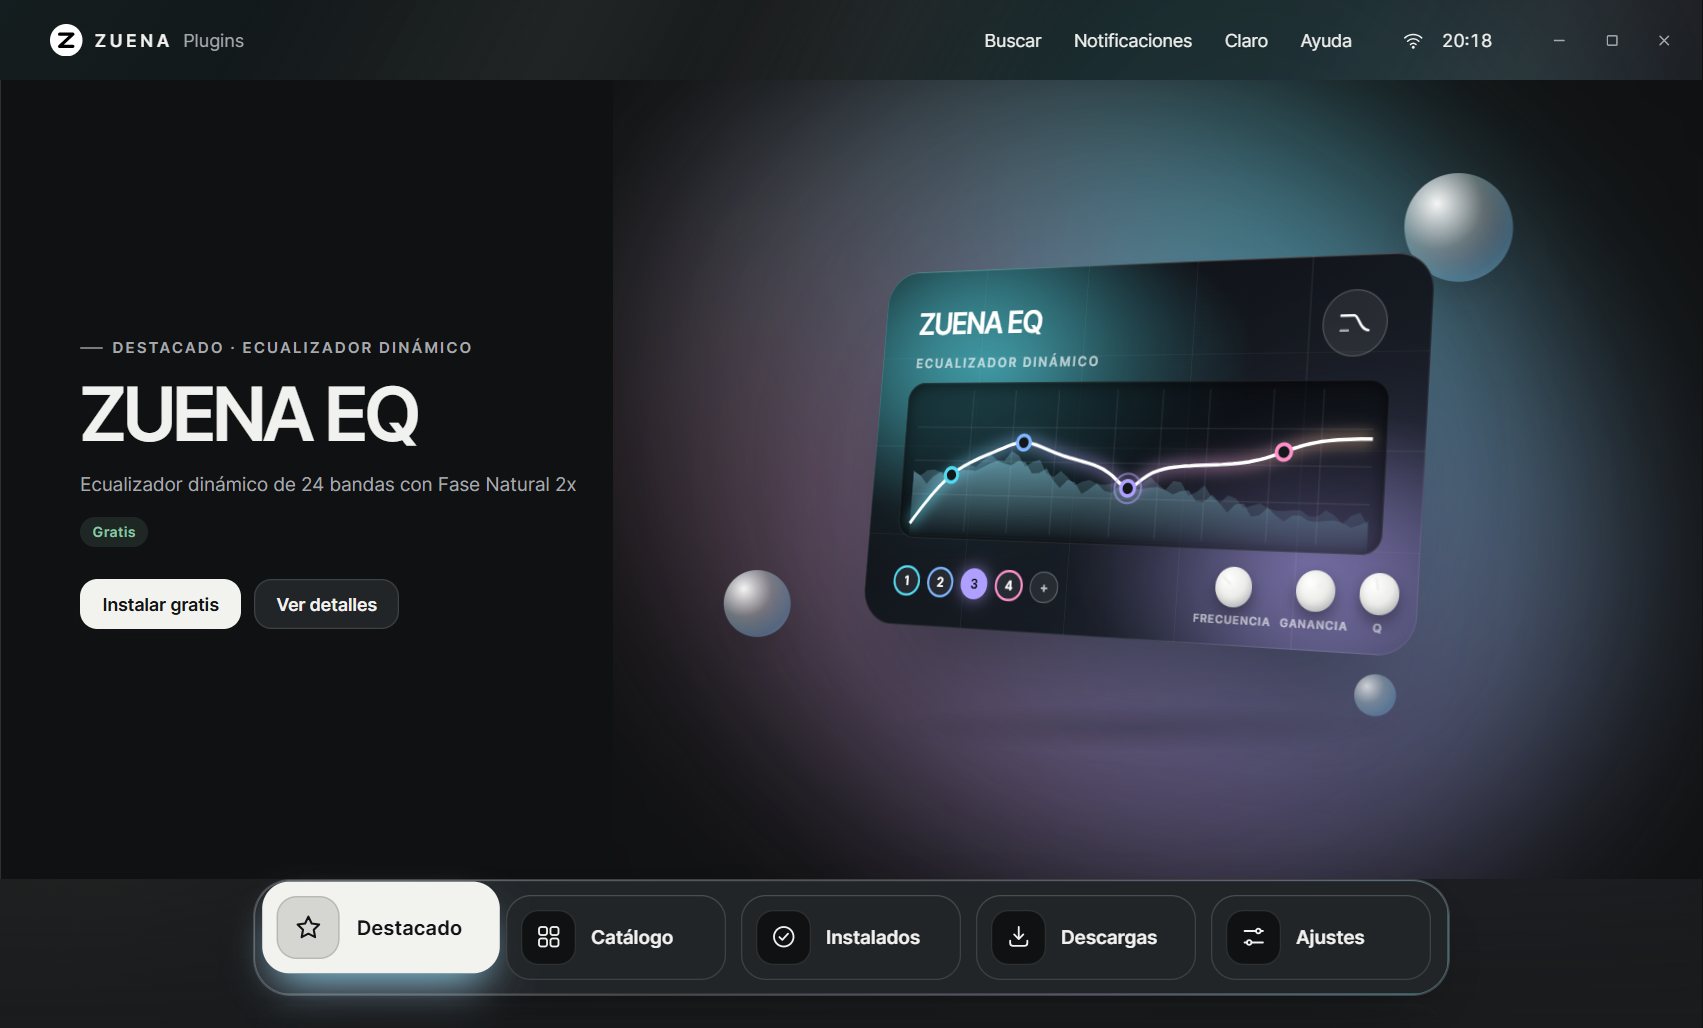 ZUENA Plugins
Buscar Notificaciones Claro Ayuda 20:18
DESTACADO · ECUALIZADOR DINÁMICO
ZUENA EQ
Ecualizador dinámico de 24 bandas con Fase Natural 2x
Gratis
Instalar gratis Ver detalles
ZUENA EQ
ECUALIZADOR DINÁMICO
1 2 3 4 +
FRECUENCIA GANANCIA Q
Destacado Catálogo Instalados Descargas Ajustes